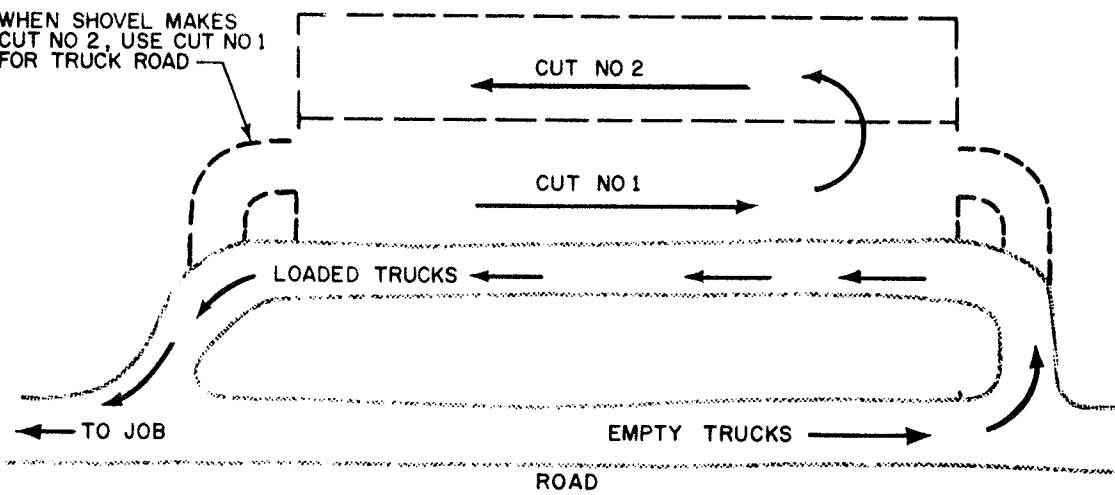 WHEN SHOVEL MAKES
CUT NO 2, USE CUT NO 1
FOR TRUCK ROAD
CUT NO 2
CUT NO 1
LOADED TRUCKS
TO JOB
EMPTY TRUCKS
ROAD